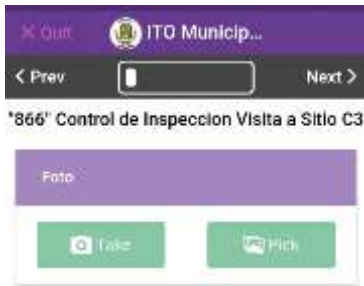 Quit
ITO Municip...
Prev
Next
"866" Control de Inspeccion Visita a Sitio C3
Foto
Take
Pick